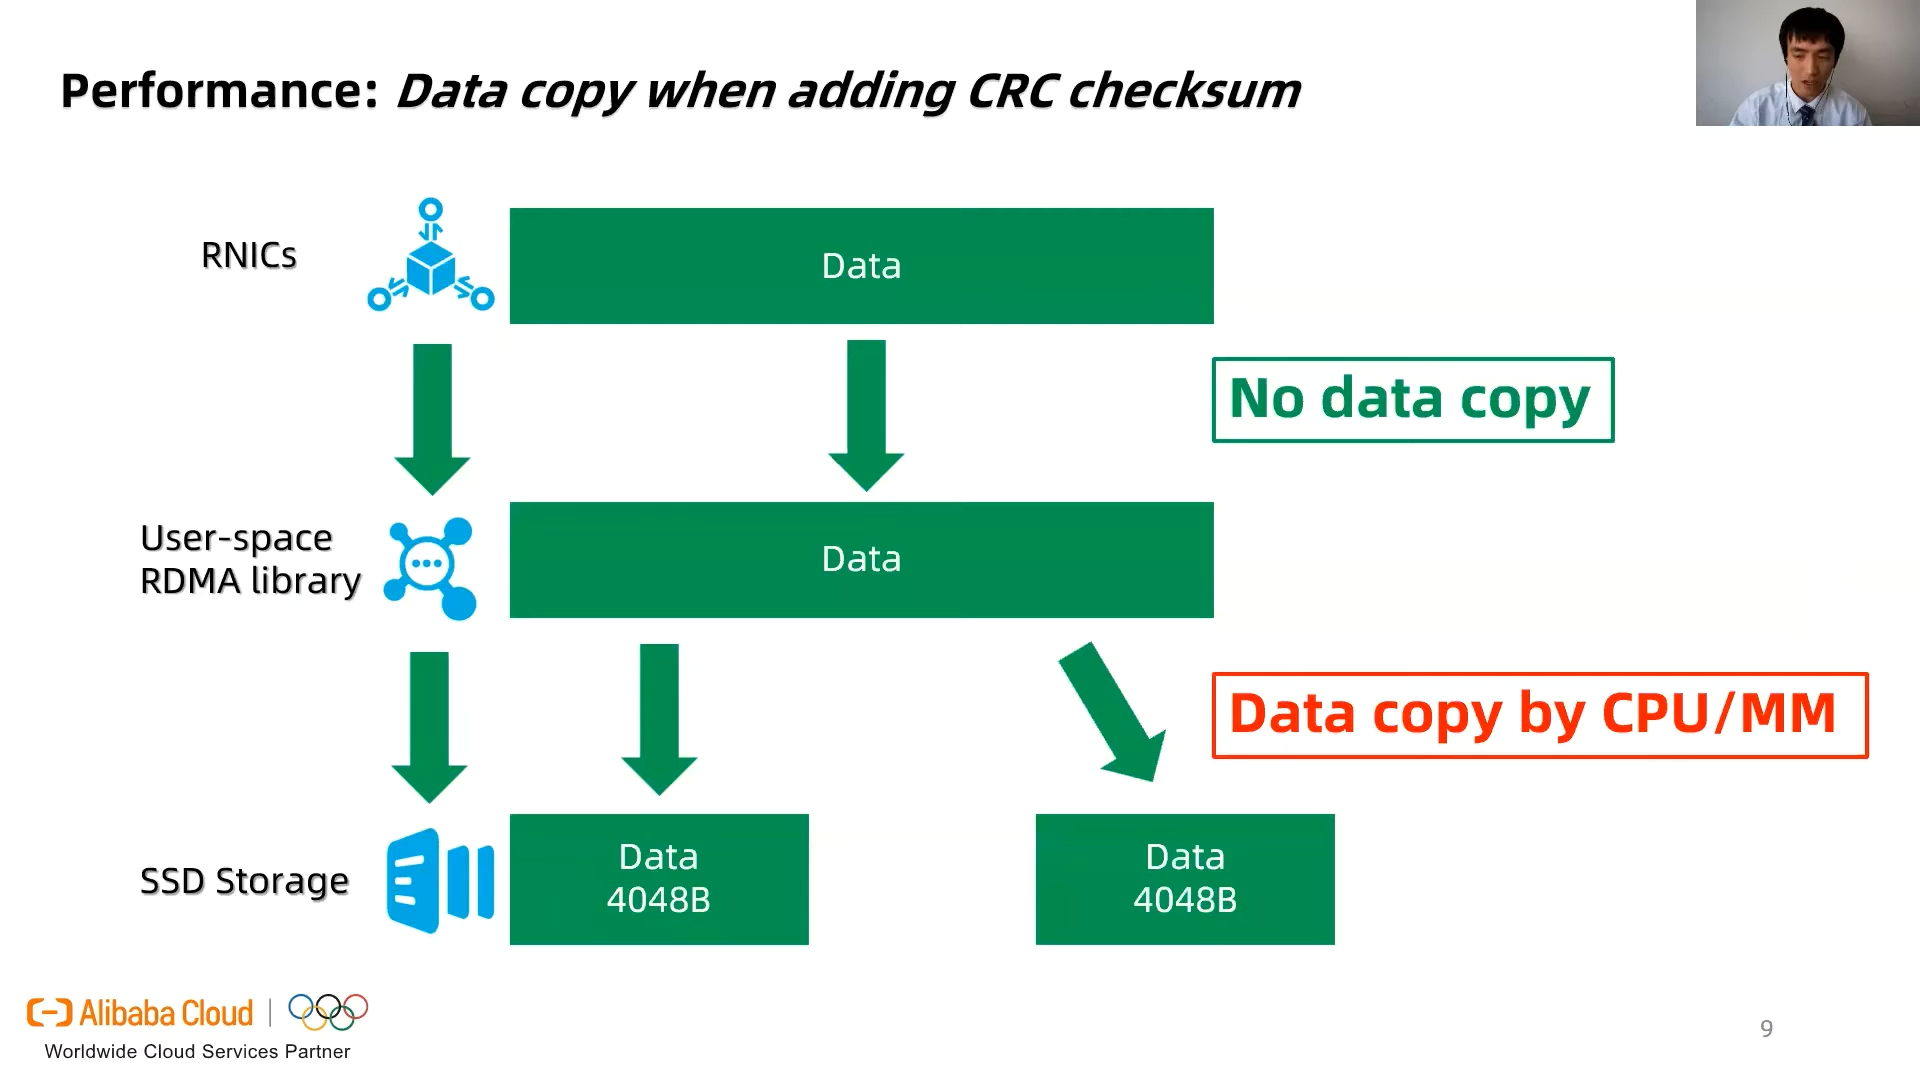 Performance: Data copy when adding CRC checksum
RNICs
Data
No data copy
User-space
RDMA library
Data
Data copy by CPU/MM
SSD Storage
Data
4048B
Data
4048B
Alibaba Cloud
Worldwide Cloud Services Partner
9